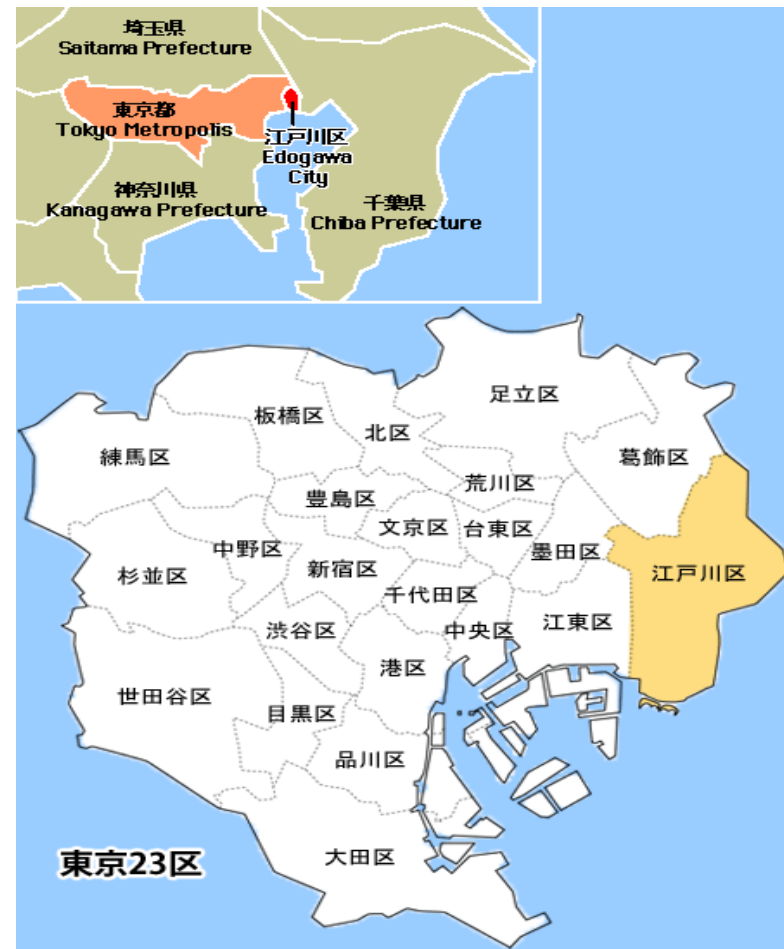 埼玉県
Saitama Prefecture
東京都
Tokyo Metropolis
江戸川区
Edogawa
City
神奈川県
Kanagawa Prefecture
千葉県
Chiba Prefecture
足立区
板橋区
北区
練馬区
葛飾区
荒川区
豊島区
文京区
台東区
中野区
墨田区
新宿区
杉並区
江戸川区
千代田区
江東区
渋谷区
中央区
港区
世田谷区
目黒区
品川区
大田区
東京23区